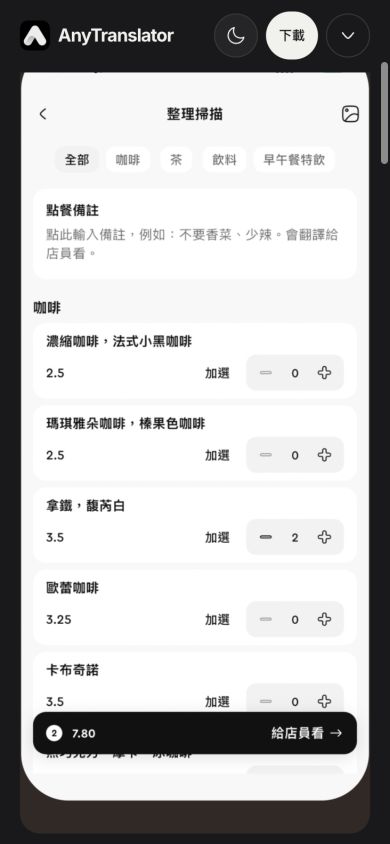 AnyTranslator
下載
整理掃描
全部
咖啡
茶
飲料
早午餐特飲
點餐備註
點此輸入備註，例如：不要香菜、少辣。會翻譯給
店員看。
咖啡
濃縮咖啡，法式小黑咖啡
2.5
加選
0
瑪琪雅朵咖啡，榛果色咖啡
2.5
加選
0
拿鐵，馥芮白
3.5
加選
2
歐蕾咖啡
3.25
加選
0
卡布奇諾
3.5
加選
0
2
7.80
給店員看 →